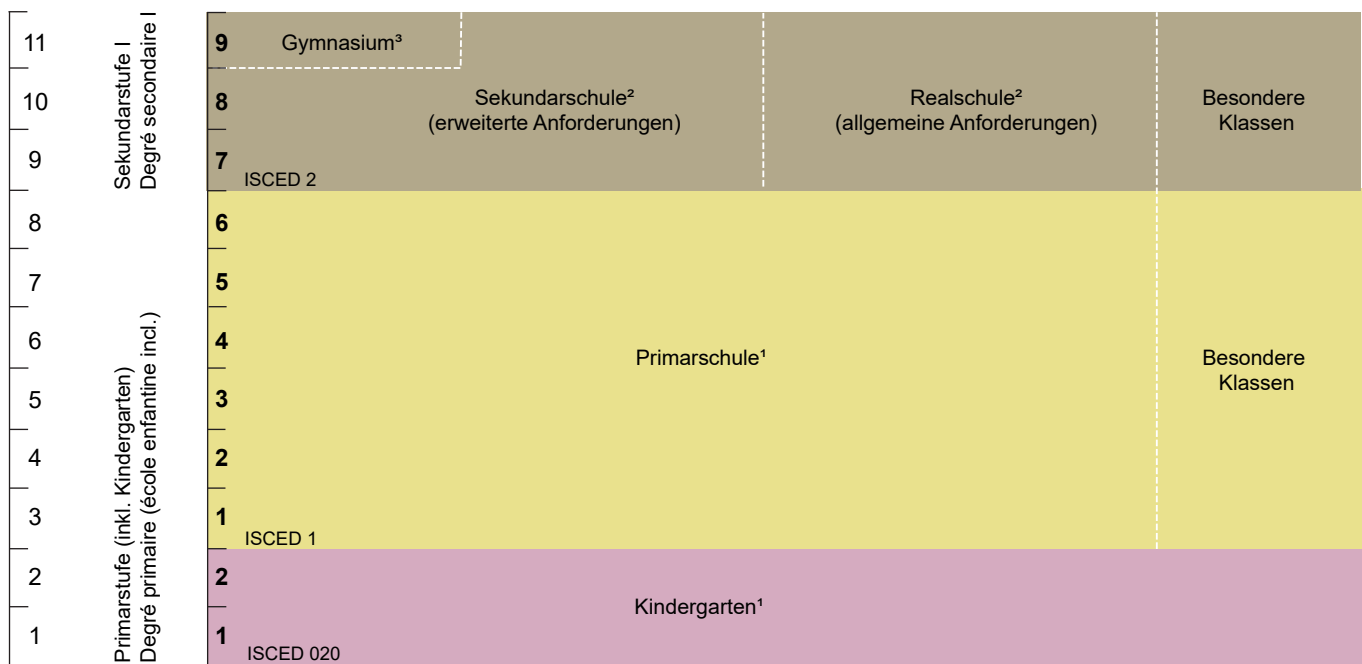 11
Sekundarstufe I
Degré secondaire I
9
Gymnasium³
10
8
Sekundarschule²
(erweiterte Anforderungen)
Realschule²
(allgemeine Anforderungen)
Besondere
Klassen
9
7
ISCED 2
8
6
7
5
6
4
Primarschule¹
Besondere
Klassen
5
3
4
2
3
1
ISCED 1
Primarstufe (inkl. Kindergarten)
Degré primaire (école enfantine incl.)
2
2
Kindergarten¹
1
1
ISCED 020